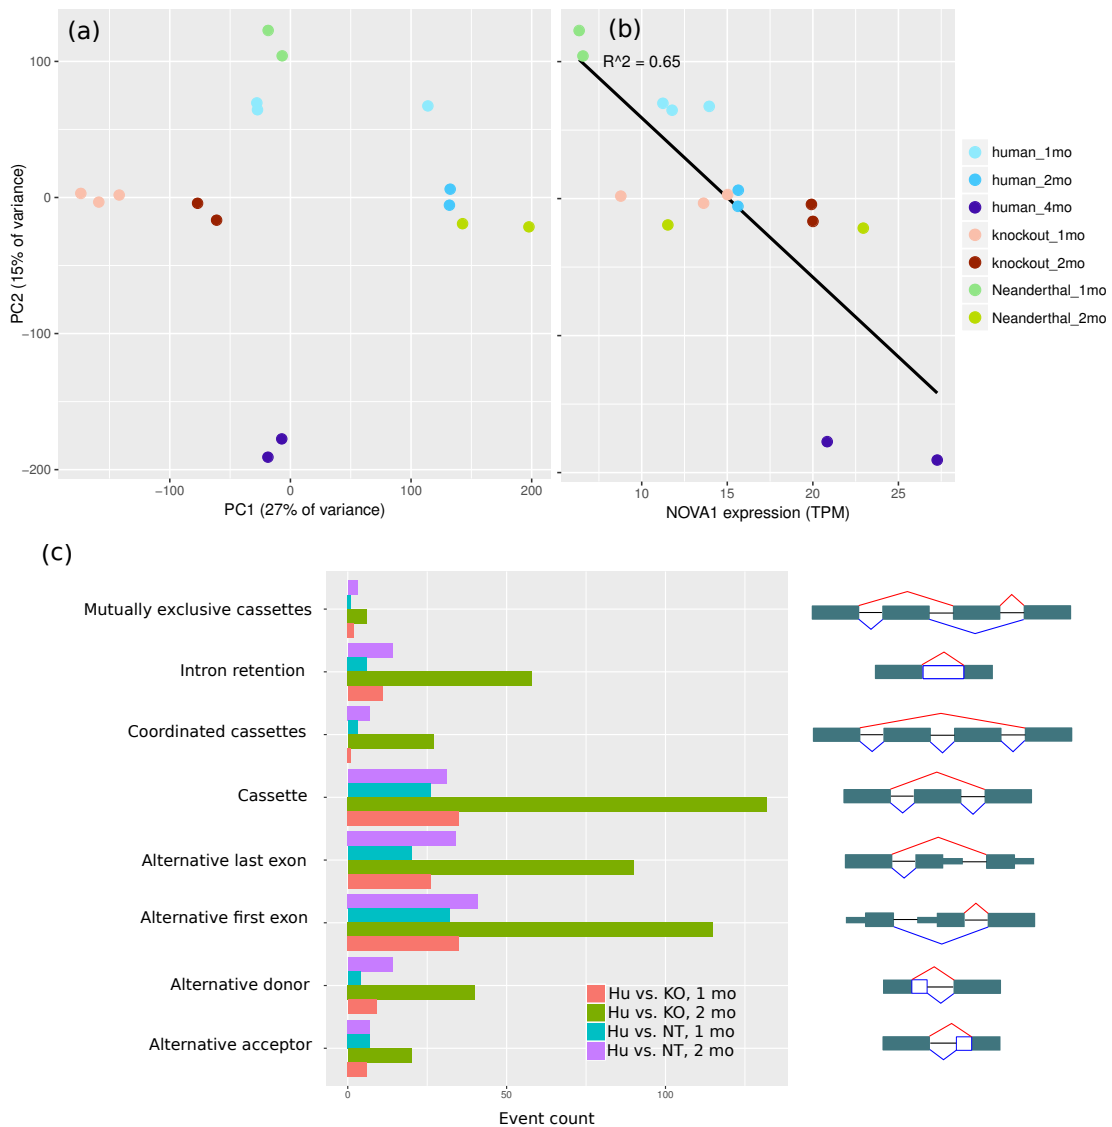 (a)
(b)
R^2 = 0.65
100
0
−100
−200
PC2 (15% of variance)
−100
0
100
200
PC1 (27% of variance)
10
15
20
25
NOVA1 expression (TPM)
human_1mo
human_2mo
human_4mo
knockout_1mo
knockout_2mo
Neanderthal_1mo
Neanderthal_2mo
(c)
Mutually exclusive cassettes
Intron retention
Coordinated cassettes
Cassette
Alternative last exon
Alternative first exon
Alternative donor
Alternative acceptor
Hu vs. KO, 1 mo
Hu vs. KO, 2 mo
Hu vs. NT, 1 mo
Hu vs. NT, 2 mo
0
50
100
Event count